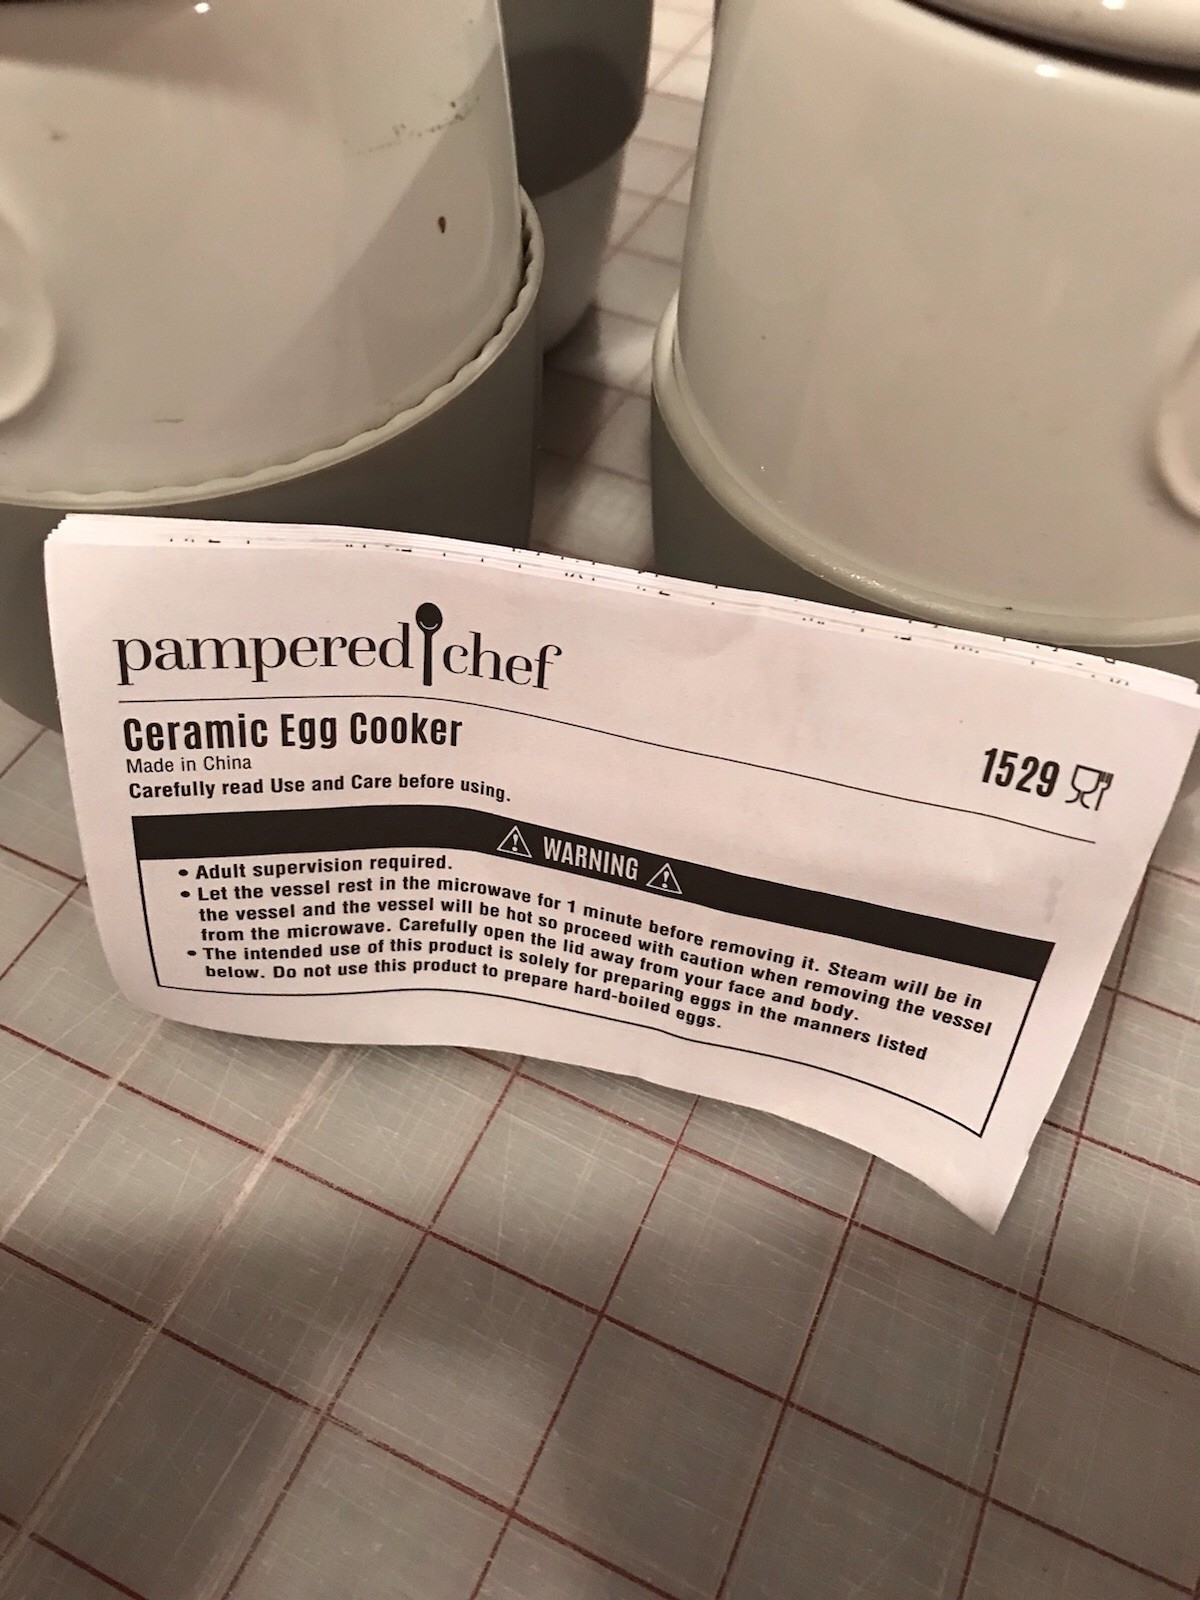 pampered chef
Ceramic Egg Cooker
1529
Made in China
Carefully read Use and Care before using.
WARNING
• Adult supervision required.
• Let the vessel rest in the microwave for 1 minute before removing it. Steam will be in
the vessel and the vessel will be hot so proceed with caution when removing the vessel
from the microwave. Carefully open the lid away from your face and body.
• The intended use of this product is solely for preparing eggs in the manners listed
below. Do not use this product to prepare hard-boiled eggs.